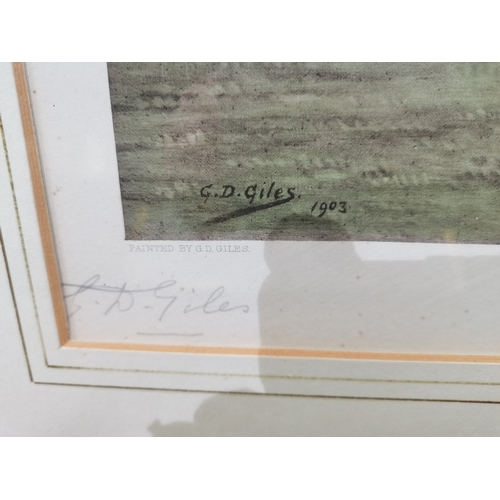 G.D.Giles.
1903
PAINTED BY G.D. GILES.
G. D. Giles